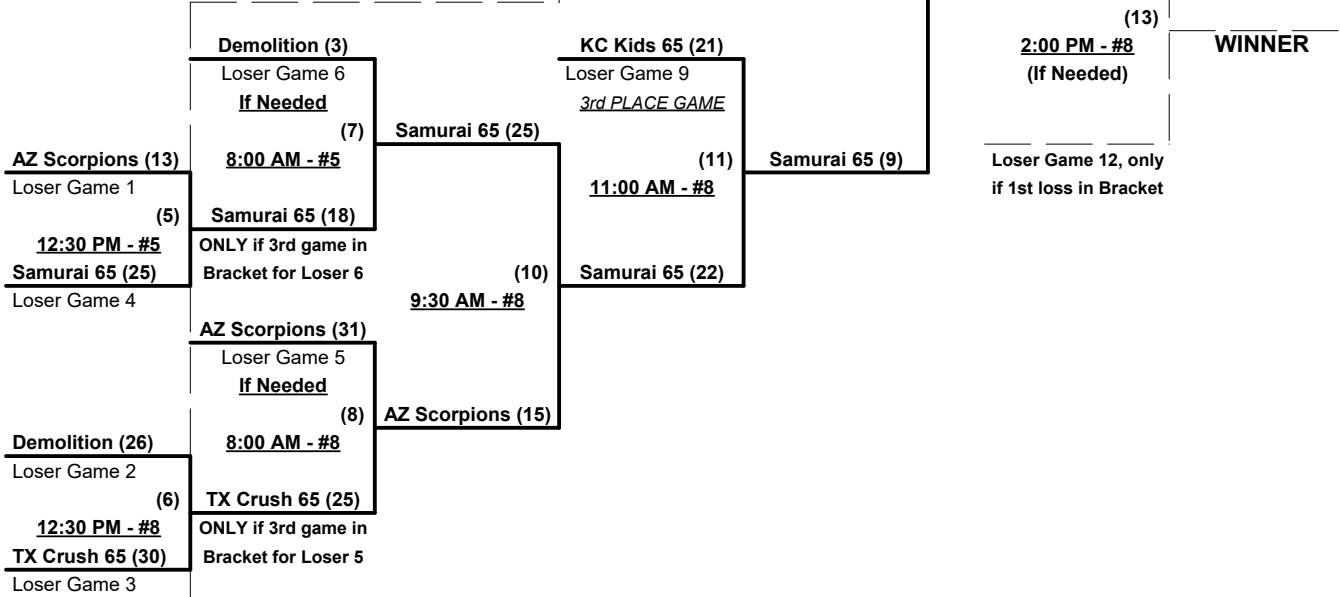 (13)
Demolition (3)
KC Kids 65 (21)
2:00 PM - #8
WINNER
Loser Game 6
Loser Game 9
(If Needed)
If Needed
3rd PLACE GAME
(7)
Samurai 65 (25)
AZ Scorpions (13)
8:00 AM - #5
(11)
Samurai 65 (9)
Loser Game 12, only
Loser Game 1
11:00 AM - #8
if 1st loss in Bracket
(5)
Samurai 65 (18)
12:30 PM - #5
ONLY if 3rd game in
Samurai 65 (25)
Bracket for Loser 6
(10)
Samurai 65 (22)
Loser Game 4
9:30 AM - #8
AZ Scorpions (31)
Loser Game 5
If Needed
(8)
AZ Scorpions (15)
Demolition (26)
8:00 AM - #8
Loser Game 2
(6)
TX Crush 65 (25)
12:30 PM - #8
ONLY if 3rd game in
TX Crush 65 (30)
Bracket for Loser 5
Loser Game 3